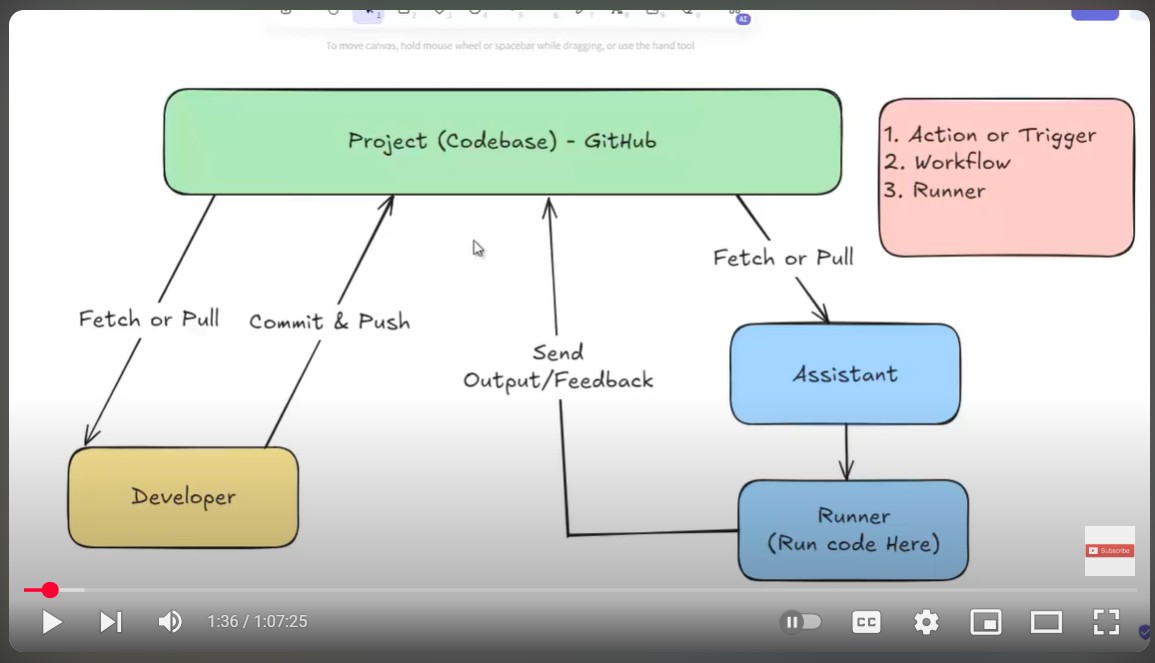 To move canvas, hold mouse wheel or spacebar while dragging, or use the hand tool
Project (Codebase) - GitHub
1. Action or Trigger
2. Workflow
3. Runner
Fetch or Pull
Fetch or Pull
Commit & Push
Send
Output/Feedback
Assistant
Developer
Runner
(Run code Here)
Subscribe
1:36 / 1:07:25
CC
AI